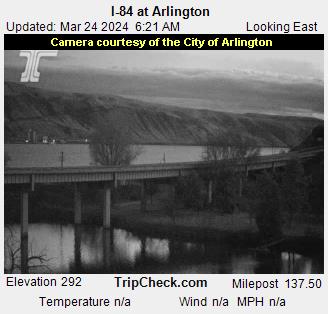 I-84 at Arlington
Updated: Mar 24 2024 6:21 AM Looking East
Camera courtesy of the City of Arlington
Elevation 292 TripCheck.com Milepost 137.50
Temperature n/a Wind n/a MPH n/a